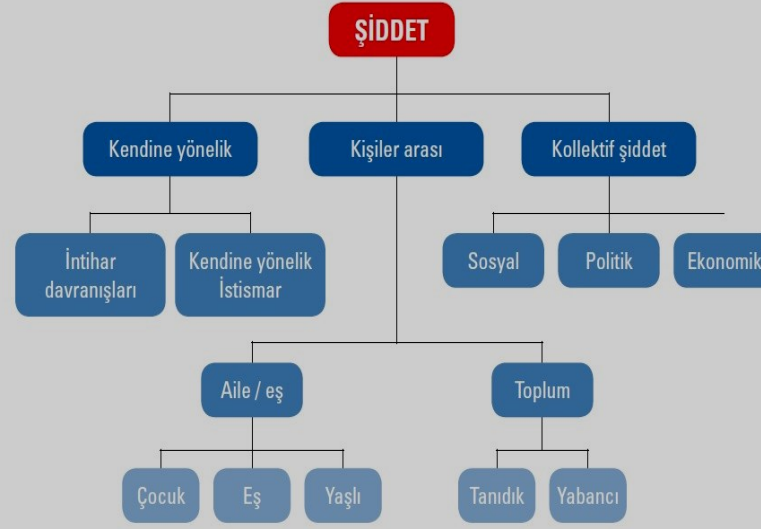 ŞİDDET
Kendine yönelik
Kişiler arası
Kollektif şiddet
İntihar
davranışları
Kendine yönelik
İstismar
Sosyal
Politik
Ekonomik
Aile / eş
Toplum
Çocuk
Eş
Yaşlı
Tanıdık
Yabancı